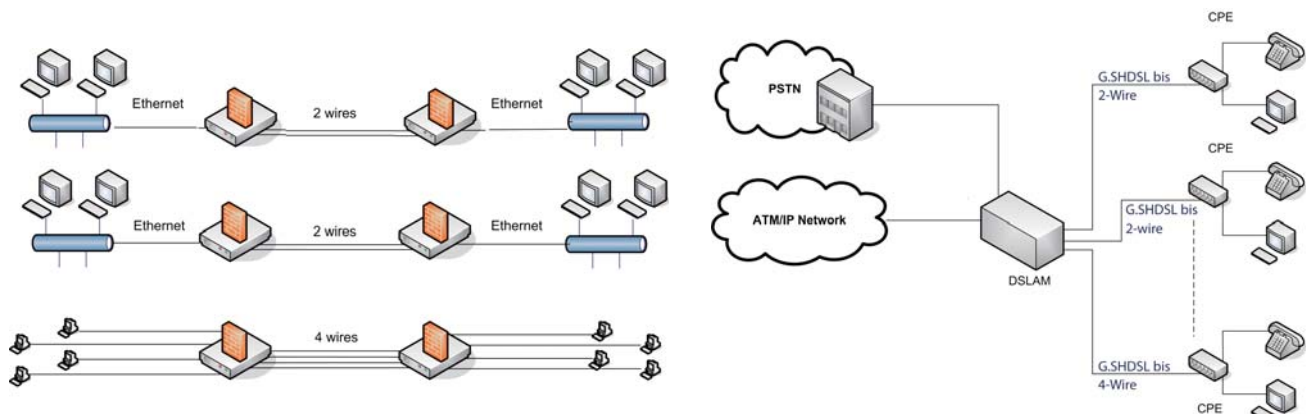 Ethernet
2 wires
Ethernet
Ethernet
2 wires
Ethernet
4 wires
PSTN
ATM/IP Network
DSLAM
CPE
G.SHDSL bis
2-Wire
CPE
G.SHDSL bis
2-wire
G.SHDSL bis
4-Wire
CPE